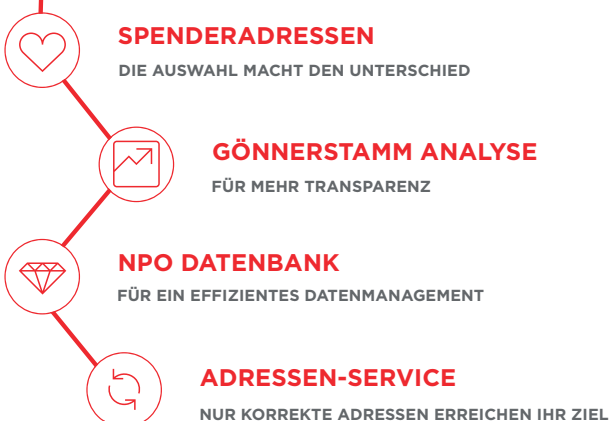 SPENDERADRESSEN
DIE AUSWAHL MACHT DEN UNTERSCHIED
GÖNNERSTAMM ANALYSE
FÜR MEHR TRANSPARENZ
NPO DATENBANK
FÜR EIN EFFIZIENTES DATENMANAGEMENT
ADRESSEN-SERVICE
NUR KORREKTE ADRESSEN ERREICHEN IHR ZIEL